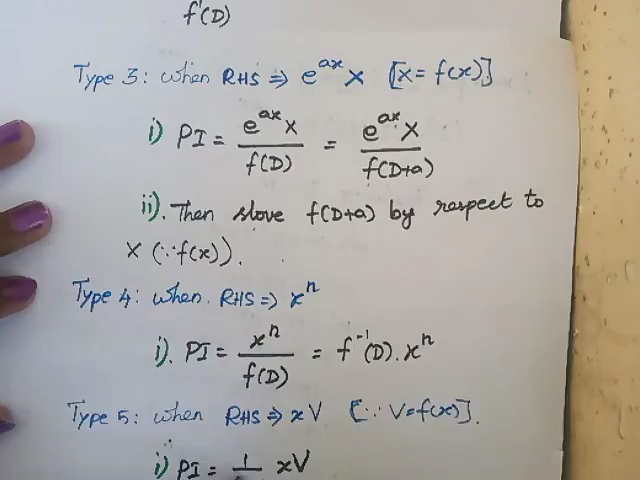 f'(D)
Type 3: when RHS ⇒ e^{ax} X [X = f(x)]
i) PI = e^{ax} X / f(D) = e^{ax} X / f(D+a)
ii). Then slove f(D+a) by respect to
X (∵ f(x)).
Type 4: when. RHS ⇒ x^n
i). PI = x^n / f(D) = f^{-1}(D). x^n
Type 5: when RHS ⇒ xV [∵ V=f(x)].
i) PI = 1/ xV